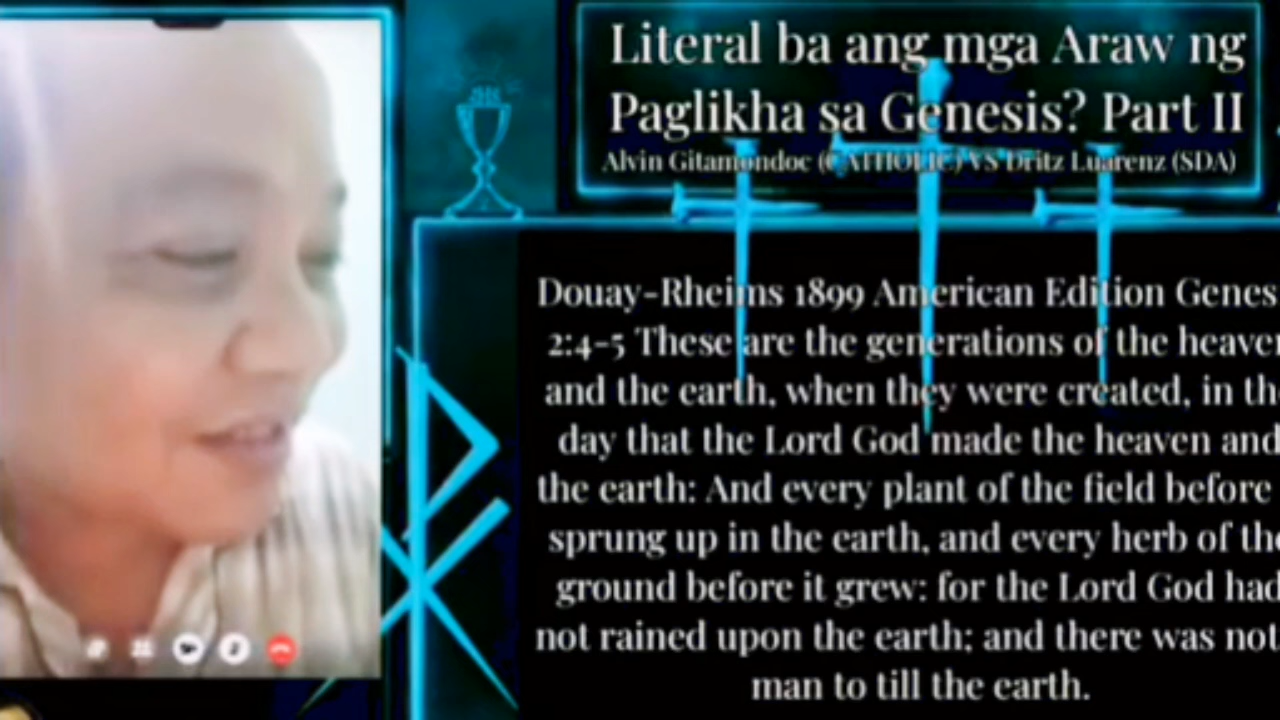 Literal ba ang mga Araw ng
Paglikha sa Genesis? Part II
Alvin Gitamondoc (CATHOLIC) VS Dritz Luarenz (SDA)
Douay-Rheims 1899 American Edition Genes
2:4-5 These are the generations of the heaven
and the earth, when they were created, in th
day that the Lord God made the heaven and
the earth: And every plant of the field before
sprung up in the earth, and every herb of the
ground before it grew: for the Lord God had
not rained upon the earth; and there was not
man to till the earth.